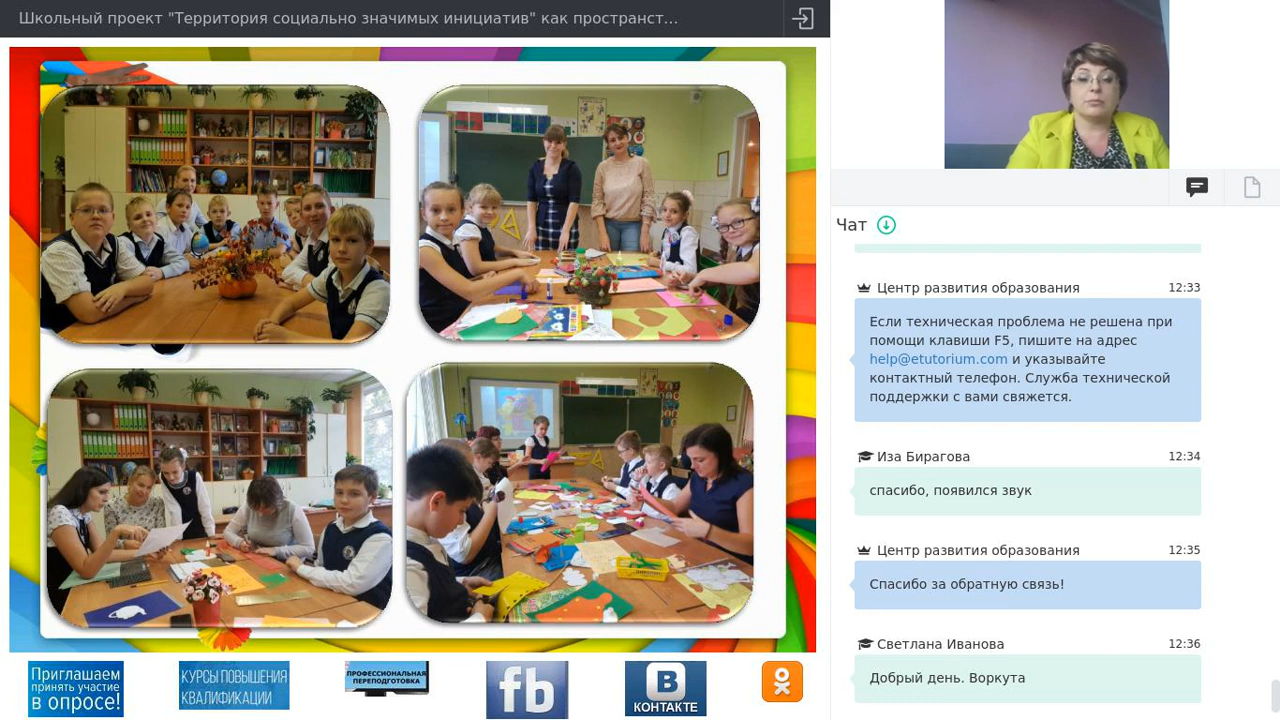 Школьный проект "Территория социально значимых инициатив" как пространст...
Чат
Центр развития образования 12:33
Если техническая проблема не решена при
помощи клавиши F5, пишите на адрес
help@etutorium.com и указывайте
контактный телефон. Служба технической
поддержки с вами свяжется.
Иза Бирагова 12:34
спасибо, появился звук
Центр развития образования 12:35
Спасибо за обратную связь!
Светлана Иванова 12:36
Добрый день. Воркута
Приглашаем
принять участие
в опросе!
КУРСЫ ПОВЫШЕНИЯ
КВАЛИФИКАЦИИ
ПРОФЕССИОНАЛЬНАЯ
ПЕРЕПОДГОТОВКА
fb
В
КОНТАКТЕ